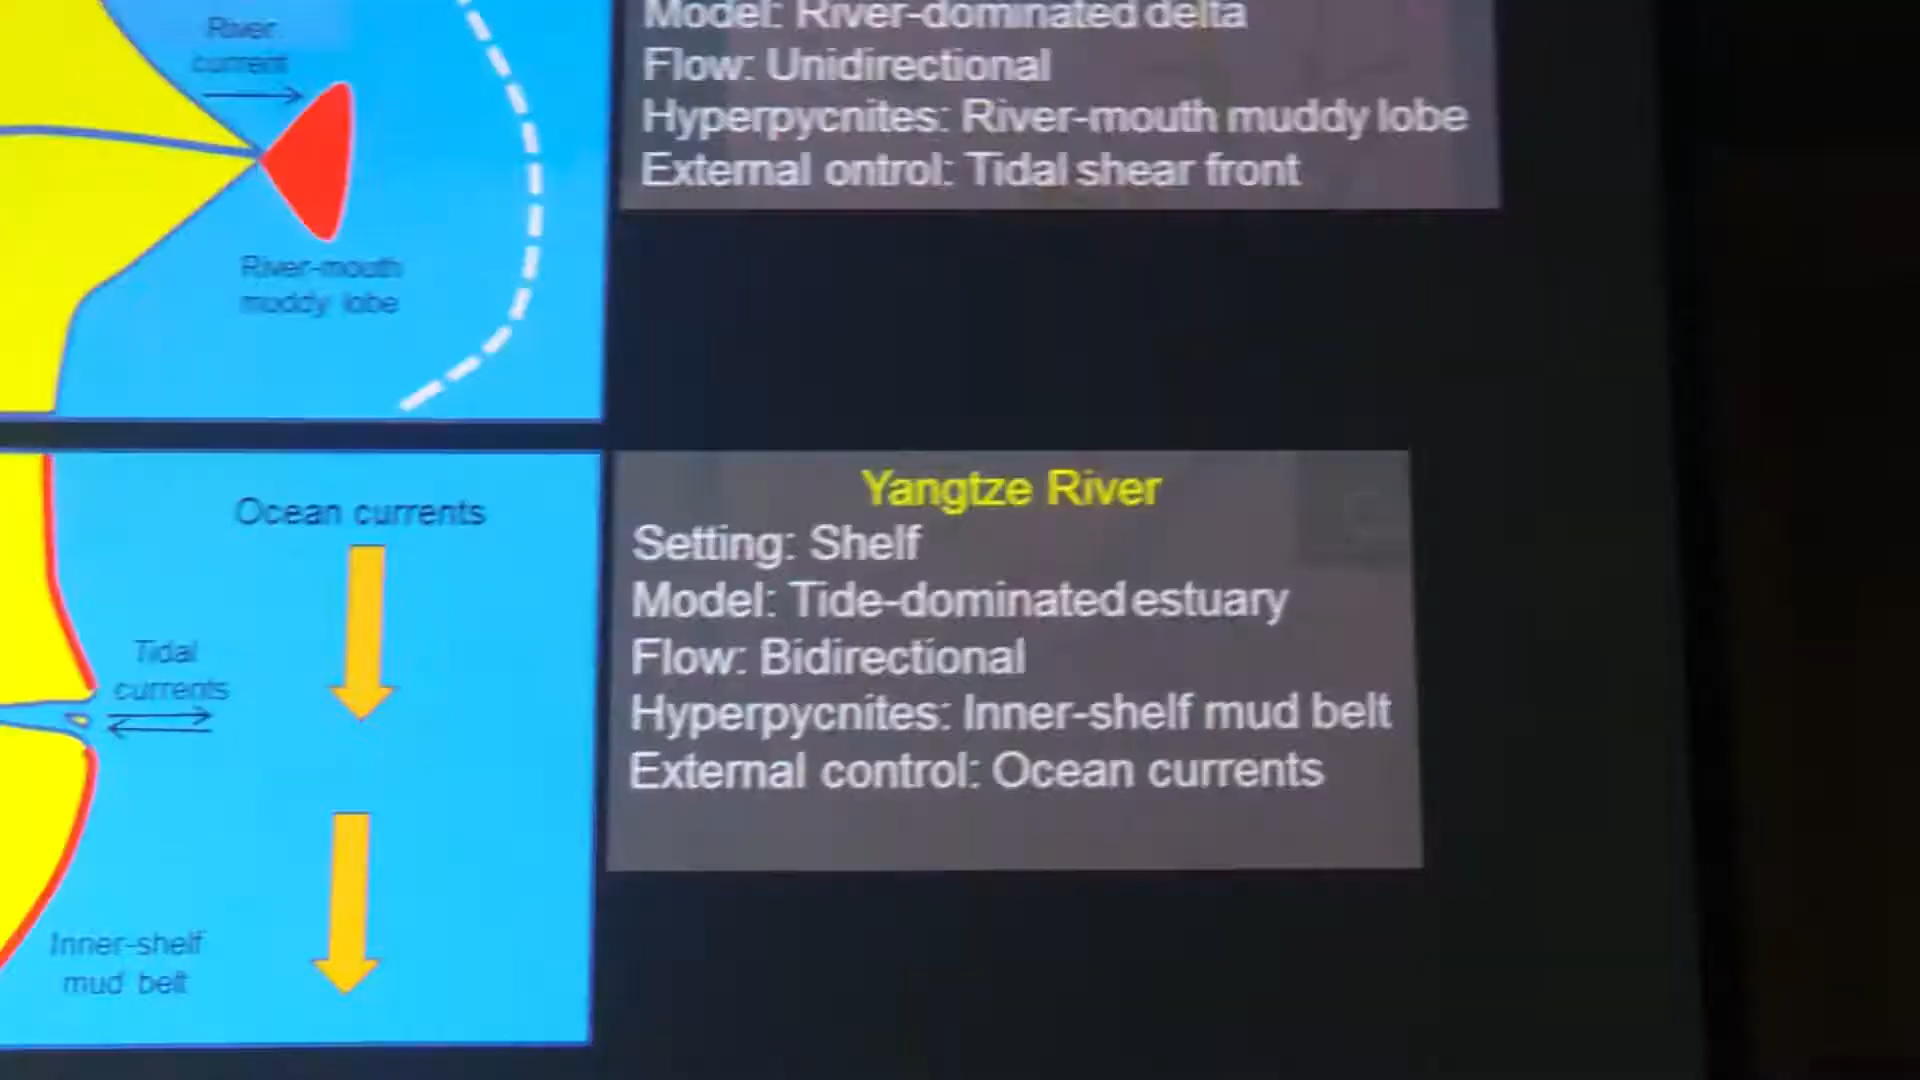 River
current
River-mouth
muddy lobe
Model: River-dominated delta
Flow: Unidirectional
Hyperpycnites: River-mouth muddy lobe
External ontrol: Tidal shear front
Ocean currents
Tidal
currents
Inner-shelf
mud belt
Yangtze River
Setting: Shelf
Model: Tide-dominated estuary
Flow: Bidirectional
Hyperpycnites: Inner-shelf mud belt
External control: Ocean currents